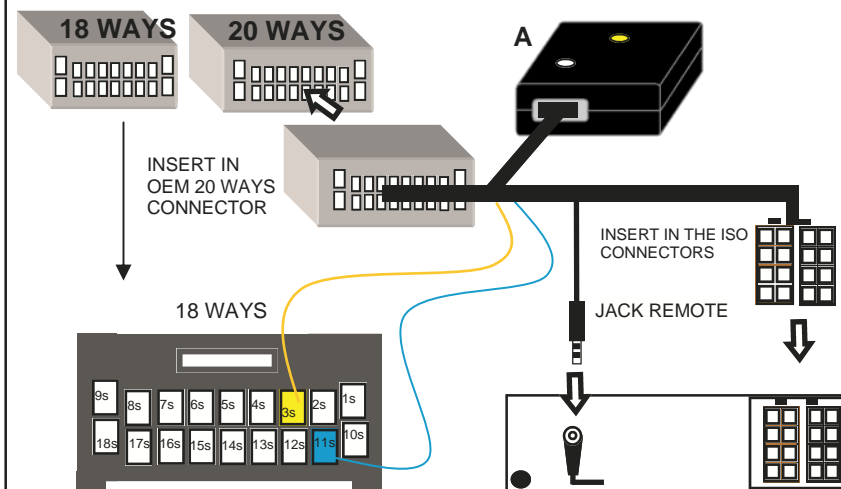 18 WAYS
20 WAYS
A
INSERT IN
OEM 20 WAYS
CONNECTOR
INSERT IN THE ISO
CONNECTORS
18 WAYS
JACK REMOTE
9s 8s 7s 6s 5s 4s 3s 2s 1s
18s 17s 16s 15s 14s 13s 12s 11s 10s